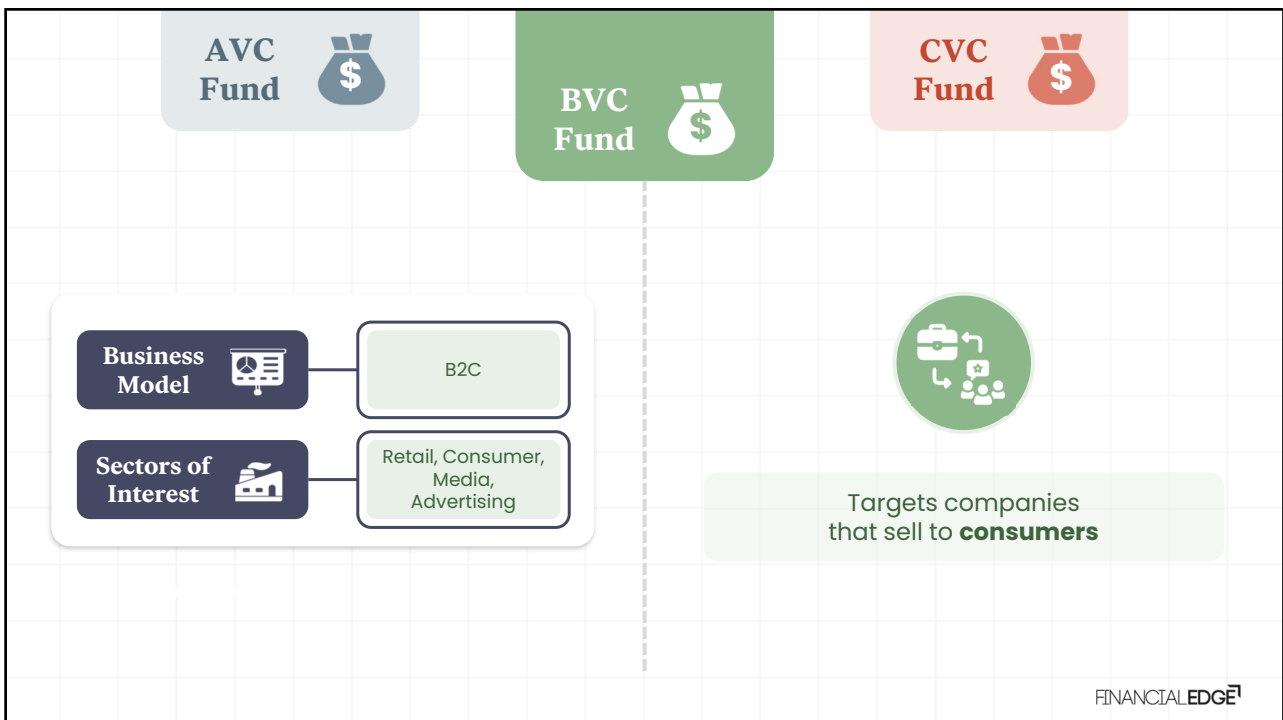 AVC
Fund
$
BVC
Fund
$
CVC
Fund
$
Business
Model
B2C
Sectors of
Interest
Retail, Consumer,
Media,
Advertising
Targets companies
that sell to consumers
FINANCIALEDGE